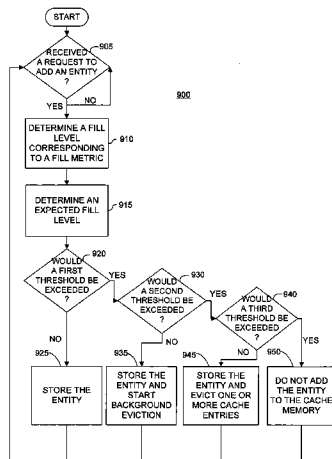 START
RECEIVED
A REQUEST TO
ADD AN ENTITY
?
905
YES
NO
900
DETERMINE A FILL
LEVEL
CORRESPONDING
TO A FILL METRIC
910
DETERMINE AN
EXPECTED FILL
LEVEL
915
920
WOULD
A FIRST
THRESHOLD BE
EXCEEDED
?
YES
NO
930
WOULD
A SECOND
THRESHOLD BE
EXCEEDED
?
YES
NO
940
WOULD
A THIRD
THRESHOLD BE
EXCEEDED
?
YES
NO
925
STORE THE
ENTITY
935
STORE THE
ENTITY AND
START
BACKGROUND
EVICTION
945
STORE THE
ENTITY AND
EVICT ONE OR
MORE CACHE
ENTRIES
950
DO NOT ADD
THE ENTITY
TO THE CACHE
MEMORY